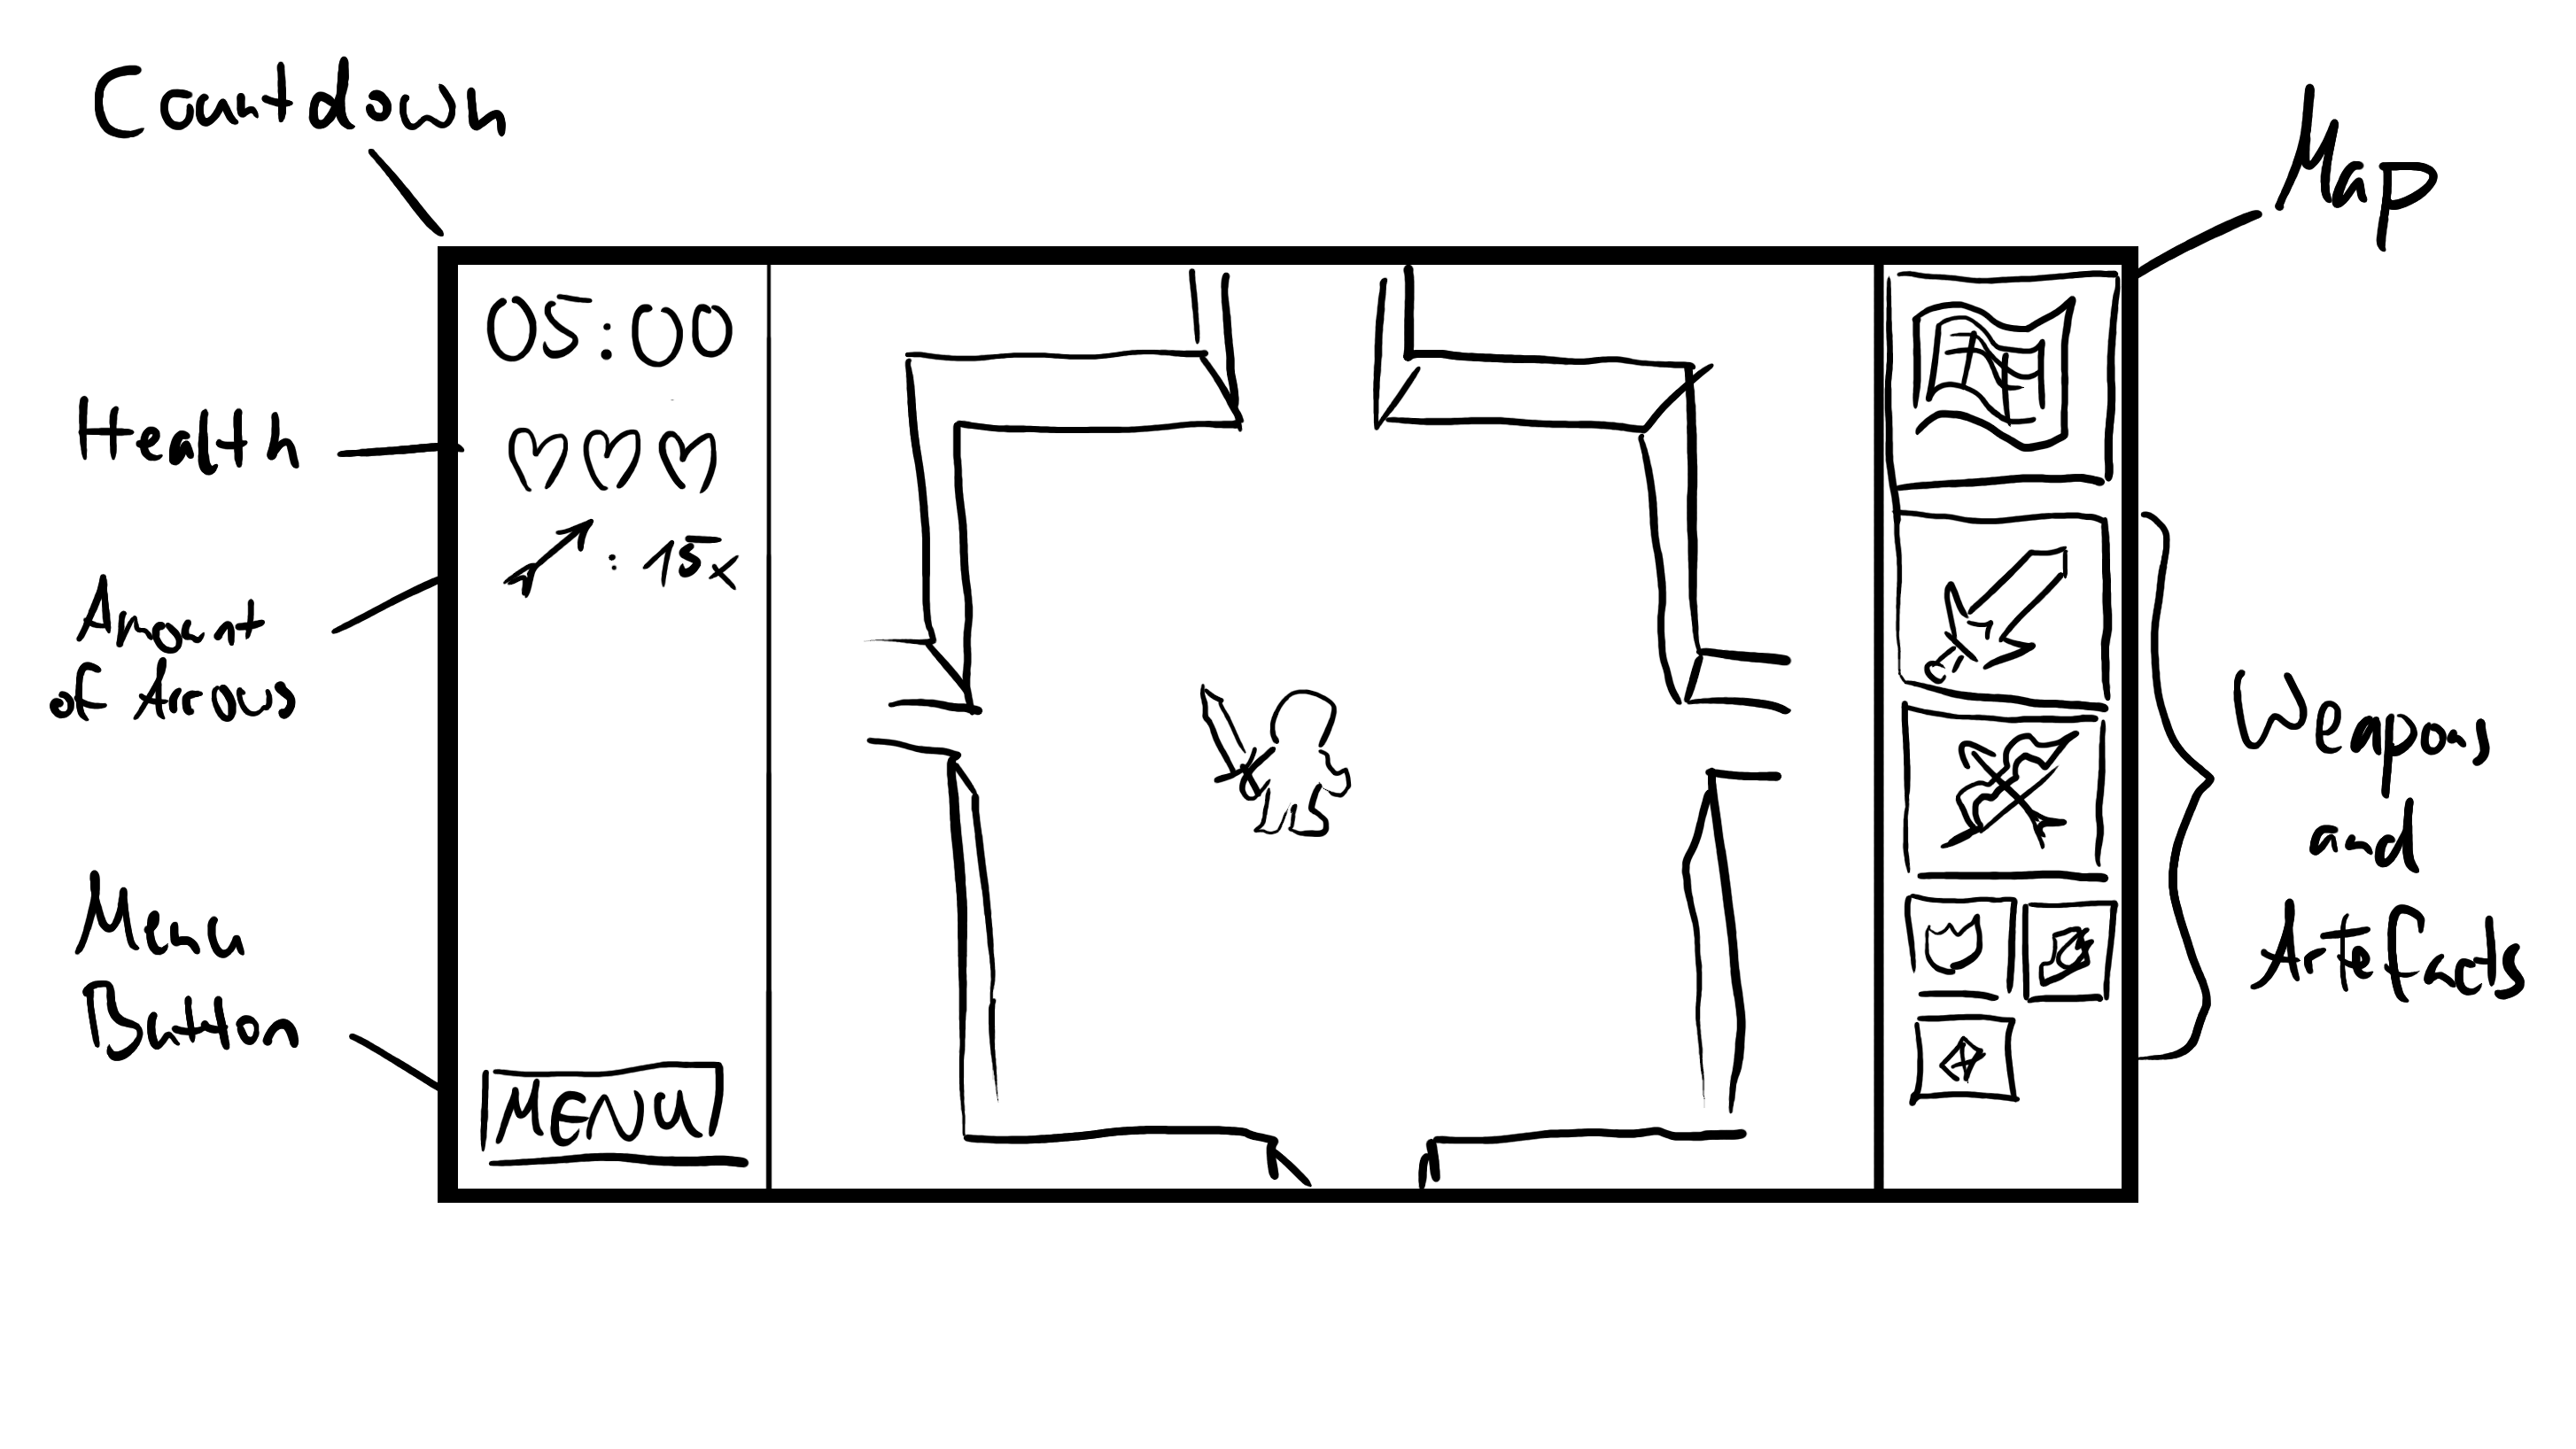 Countdown
Map
05:00
Health
: 15x
Amount
of Arrows
Weapons
and
Artefacts
Menu
Button
MENU